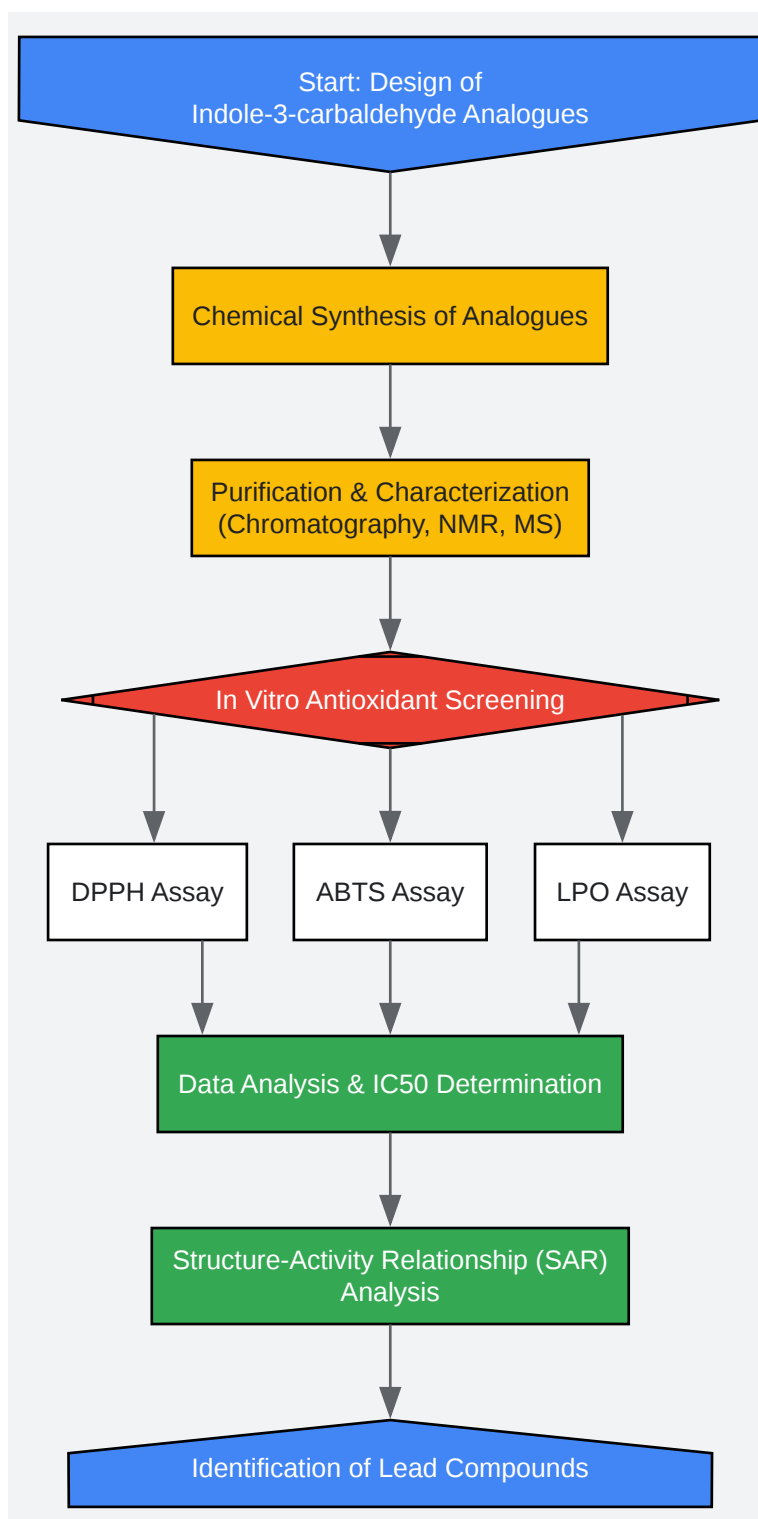 Start: Design of
Indole-3-carbaldehyde Analogues
Chemical Synthesis of Analogues
Purification & Characterization
(Chromatography, NMR, MS)
In Vitro Antioxidant Screening
DPPH Assay
ABTS Assay
LPO Assay
Data Analysis & IC50 Determination
Structure-Activity Relationship (SAR)
Analysis
Identification of Lead Compounds